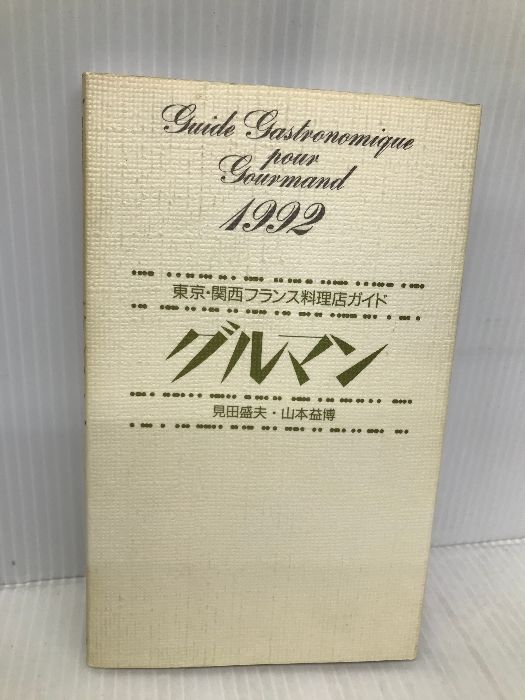 Guide Gastronomique
pour
Gourmand
1992
東京・関西フランス料理店ガイド
グルマン
見田盛夫・山本益博